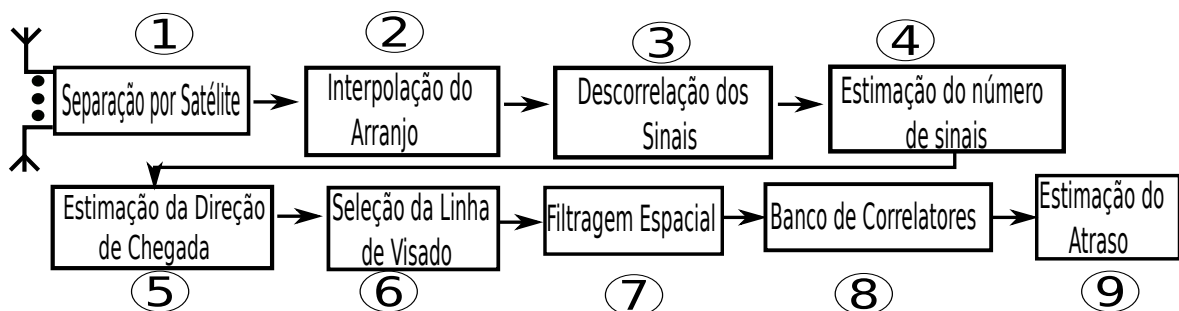 1
2
3
4
Separação por Satélite
Interpolação do
Arranjo
Descorrelação dos
Sinais
Estimação do número
de sinais
Estimação da Direção
de Chegada
Seleção da Linha
de Visado
Filtragem Espacial
Banco de Correlatores
Estimação do
Atraso
5
6
7
8
9